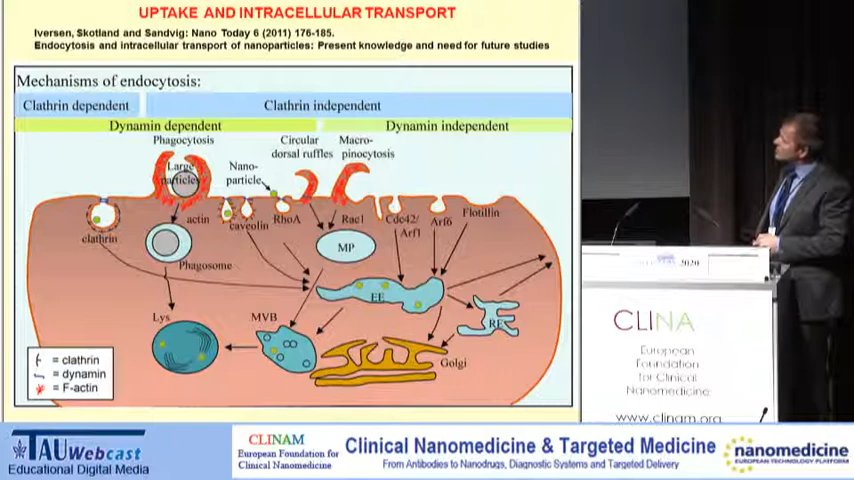 UPTAKE AND INTRACELLULAR TRANSPORT
Iversen, Skotland and Sandvig: Nano Today 6 (2011) 176-185.
Endocytosis and intracellular transport of nanoparticles: Present knowledge and need for future studies
Mechanisms of endocytosis:
Clathrin dependent
Clathrin independent
Dynamin dependent
Dynamin independent
Phagocytosis
Large
particle
Nano-
particle
Circular
dorsal ruffles
Macro-
pinocytosis
clathrin
actin
caveolin
RhoA
Rac1
Cdc42/
Arf1
Arf6
Flotillin
Phagosome
MP
EE
RE
Lys
MVB
Golgi
= clathrin
= dynamin
= F-actin
2020
CLINA
European
Foundation
for Clinical
Nanomedicine
www.clinam.org
TAU Webcast
Educational Digital Media
CLINAM
European Foundation for
Clinical Nanomedicine
Clinical Nanomedicine & Targeted Medicine
From Antibodies to Nanodrugs, Diagnostic Systems and Targeted Delivery
nanomedicine
EUROPEAN TECHNOLOGY PLATFORM